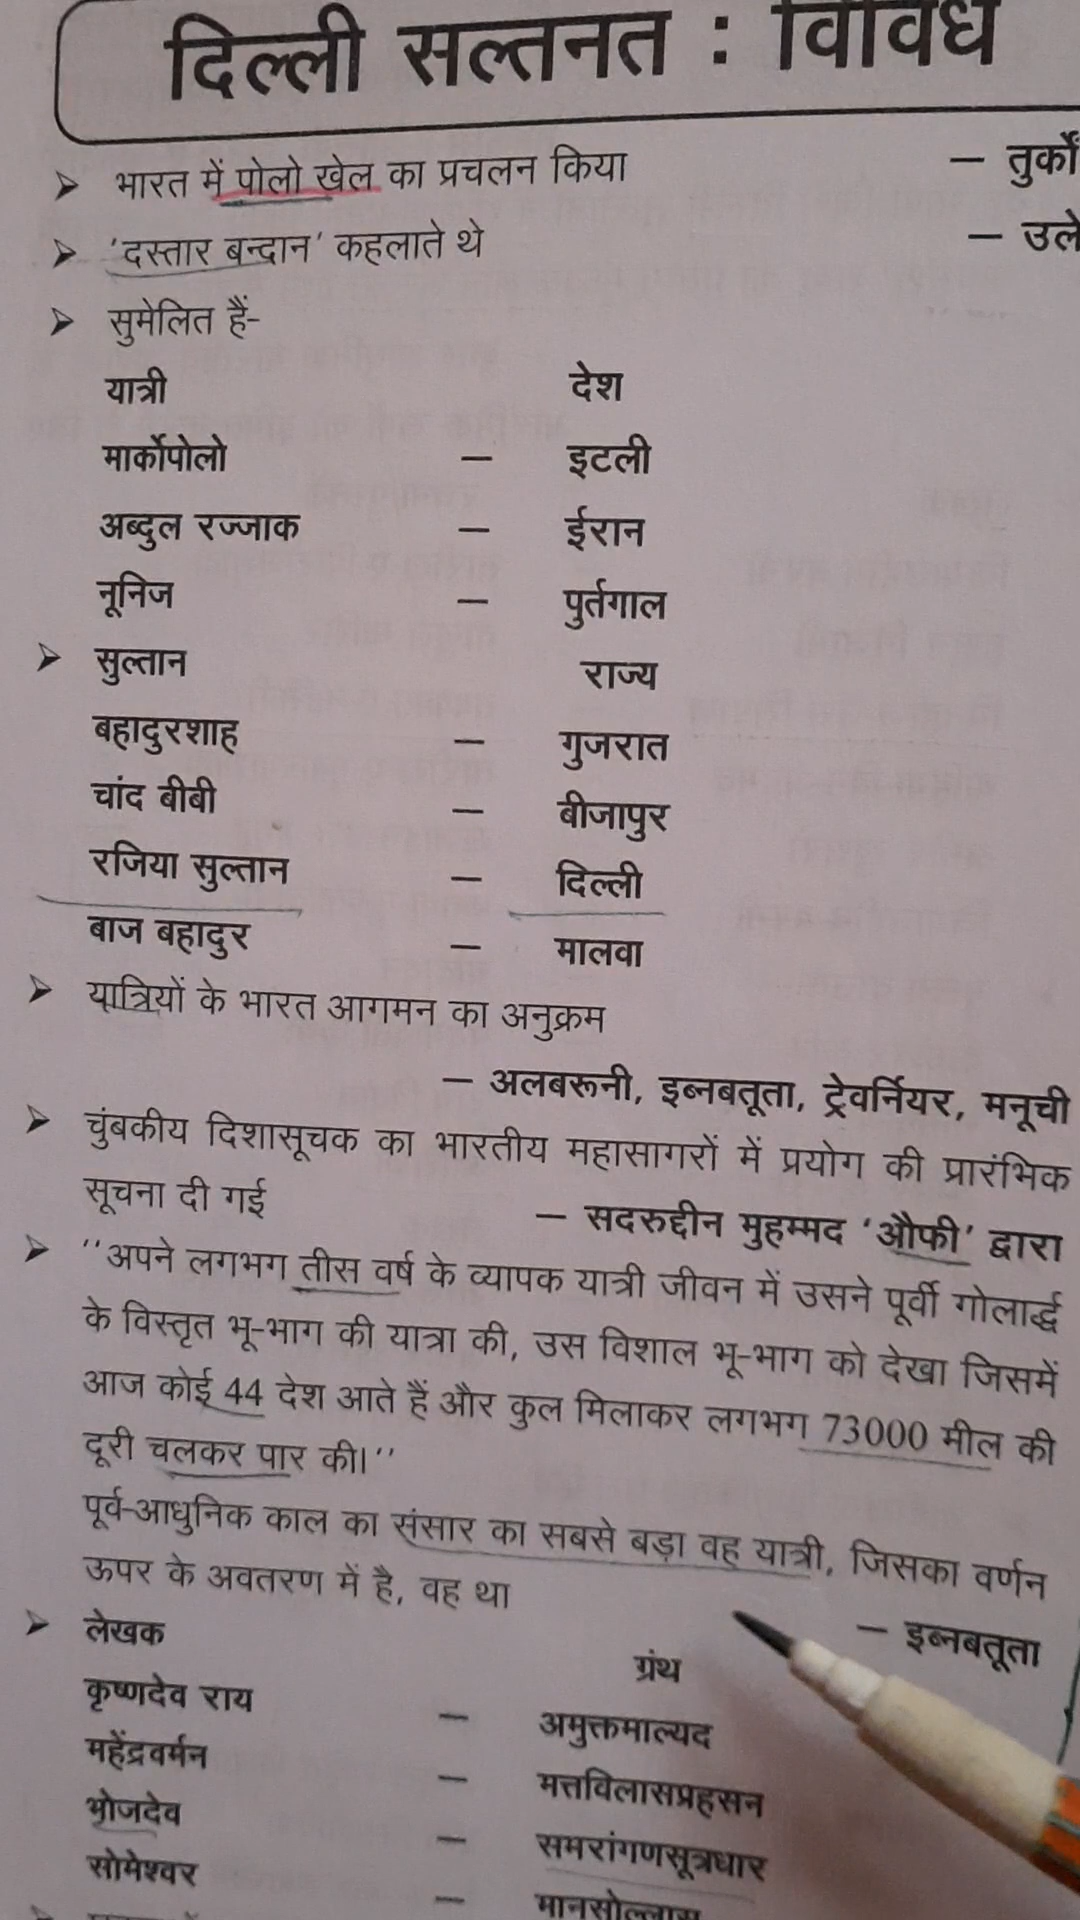 दिल्ली सल्तनत : विविध
➢ भारत में पोलो खेल का प्रचलन किया — तुर्कों
➢ 'दस्तार बन्दान' कहलाते थे —
➢ सुमेलित हैं-
यात्री देश
मार्कोपोलो — इटली
अब्दुल रज्जाक — ईरान
नूनिज — पुर्तगाल
➢ सुल्तान राज्य
बहादुरशाह — गुजरात
चांद बीबी — बीजापुर
रजिया सुल्तान — दिल्ली
बाज बहादुर — मालवा
➢ यात्रियों के भारत आगमन का अनुक्रम
— अलबरूनी, इब्नबतूता, ट्रेवर्नियर, मनूची
➢ चुंबकीय दिशासूचक का भारतीय महासागरों में प्रयोग की प्रारंभिक
सूचना दी गई — सदरुद्दीन मुहम्मद 'औफी' द्वारा
➢ ''अपने लगभग तीस वर्ष के व्यापक यात्री जीवन में उसने पूर्वी गोलार्द्ध
के विस्तृत भू-भाग की यात्रा की, उस विशाल भू-भाग को देखा जिसमें
आज कोई 44 देश आते हैं और कुल मिलाकर लगभग 73000 मील की
दूरी चलकर पार की।''
पूर्व-आधुनिक काल का संसार का सबसे बड़ा वह यात्री, जिसका वर्णन
ऊपर के अवतरण में है, वह था — इब्नबतूता
➢ लेखक ग्रंथ
कृष्णदेव राय — अमुक्तमाल्यद
महेंद्रवर्मन — मत्तविलासप्रहसन
भोजदेव — समरांगणसूत्रधार
सोमेश्वर — मानसोल्लास